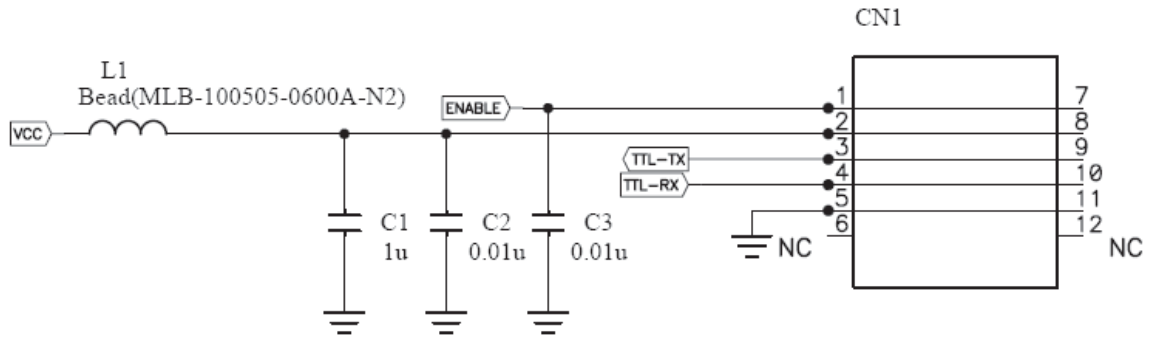 CN1
L1
Bead(MLB-100505-0600A-N2)
ENABLE
1
7
VCC
2
8
TTL-TX
3
9
TTL-RX
4
10
5
11
6
12
NC
NC
C1
C2
C3
1u
0.01u
0.01u